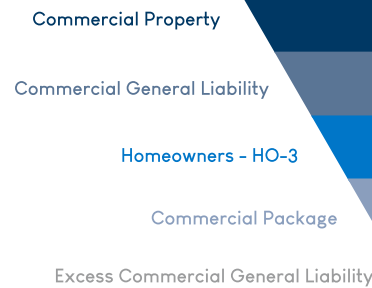 Commercial Property
Commercial General Liability
Homeowners - HO-3
Commercial Package
Excess Commercial General Liability